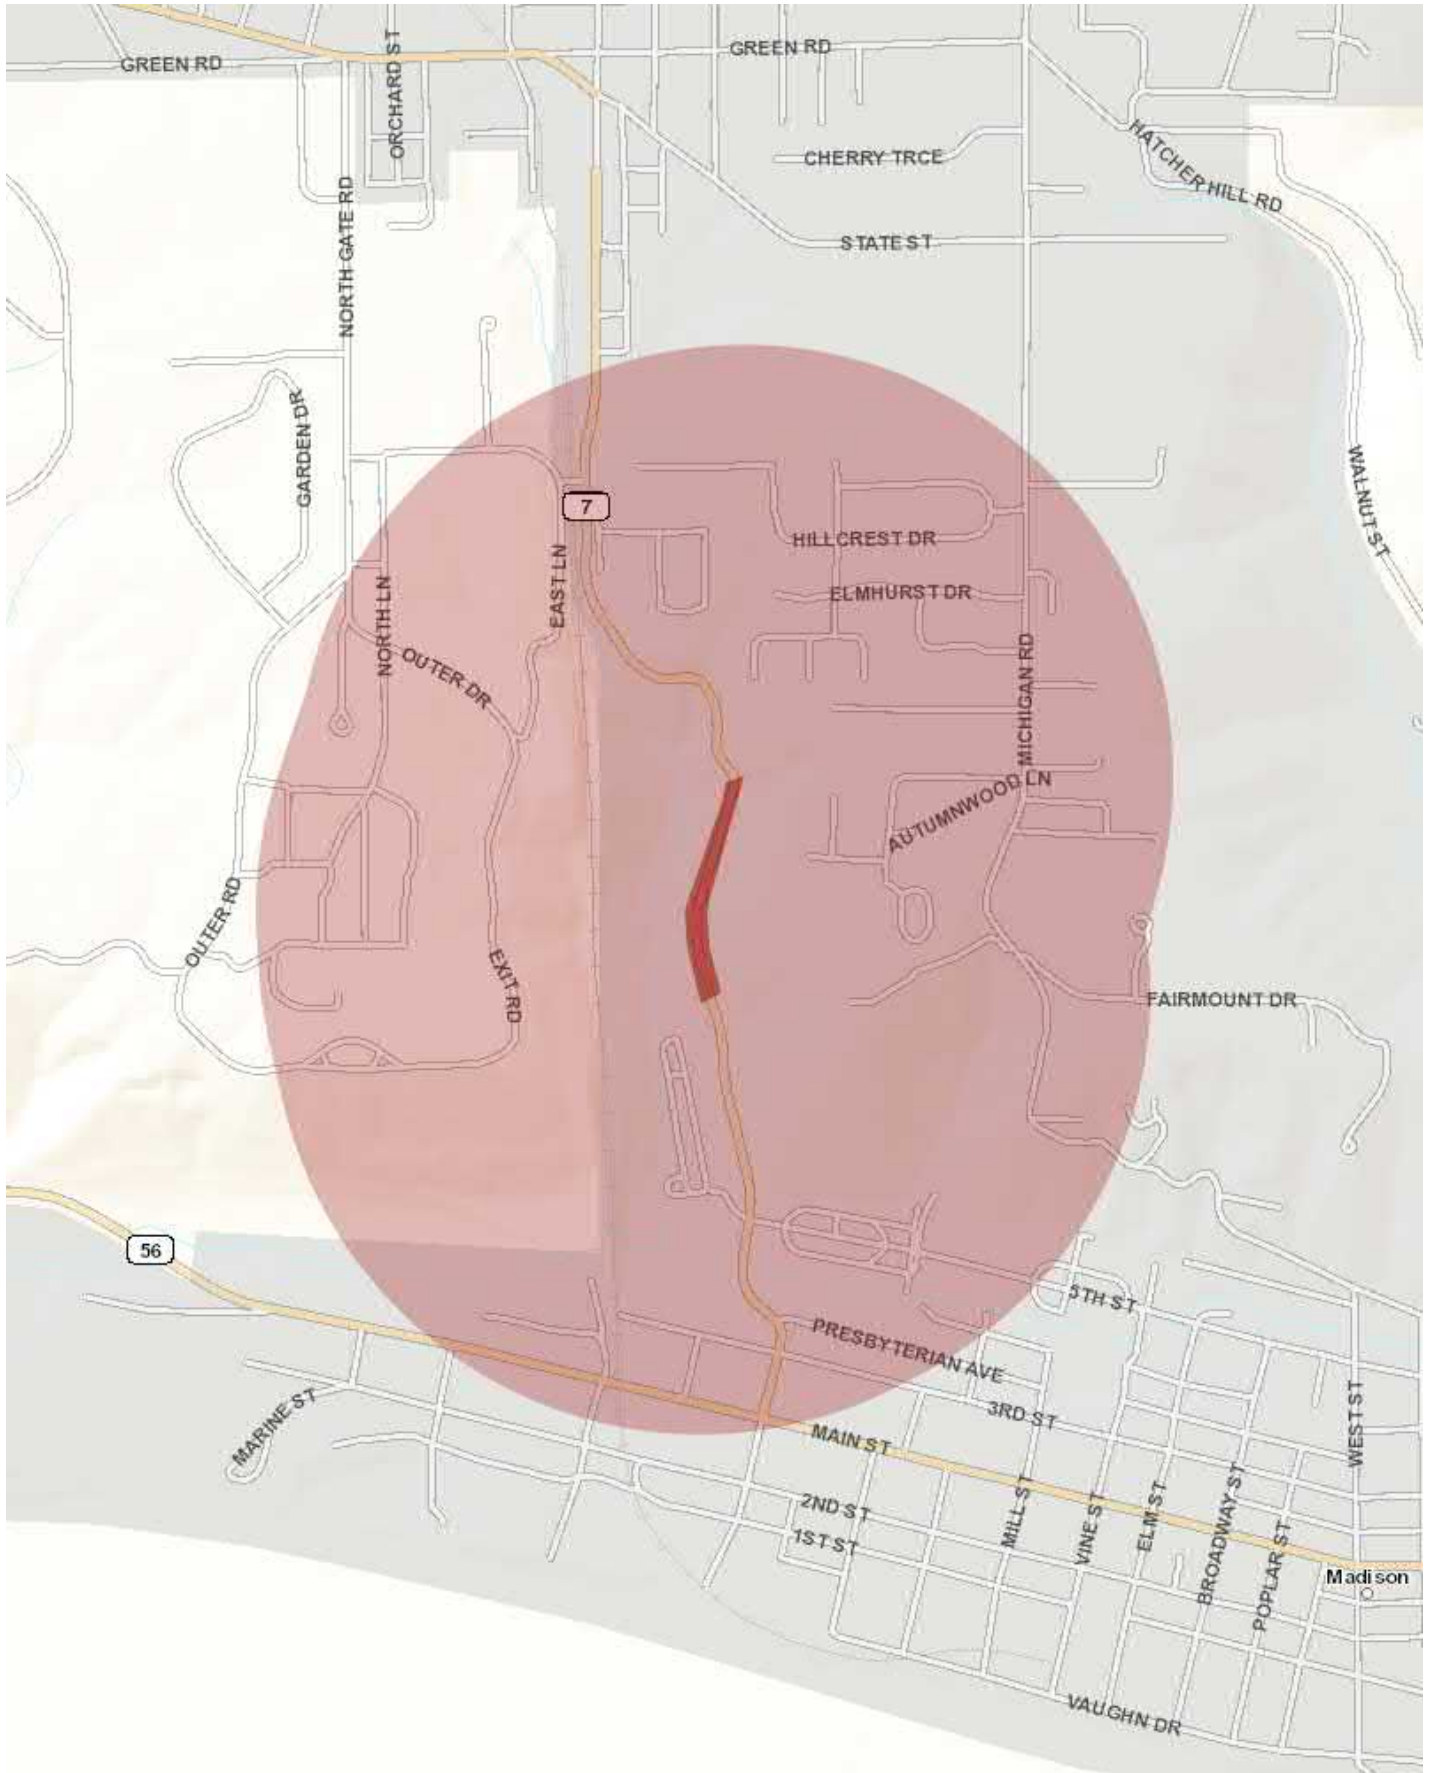 GREEN RD
ORCHARD ST
GREEN RD
CHERRY TRCE
HATCHER HILL RD
NORTH GATE RD
STATE ST
GARDEN DR
WALNUT ST
7
HILLCREST DR
EAST LN
ELMHURST DR
NORTH LN
OUTER DR
MICHIGAN RD
AUTUMNWOOD LN
OUTER RD
EXIT RD
FAIRMOUNT DR
56
5TH ST
PRESBYTERIAN AVE
MARINE ST
3RD ST
WEST ST
MAIN ST
2ND ST
1ST ST
MILL ST
VINE ST
ELM ST
BROADWAY ST
POPLAR ST
Madison
VAUGHN DR